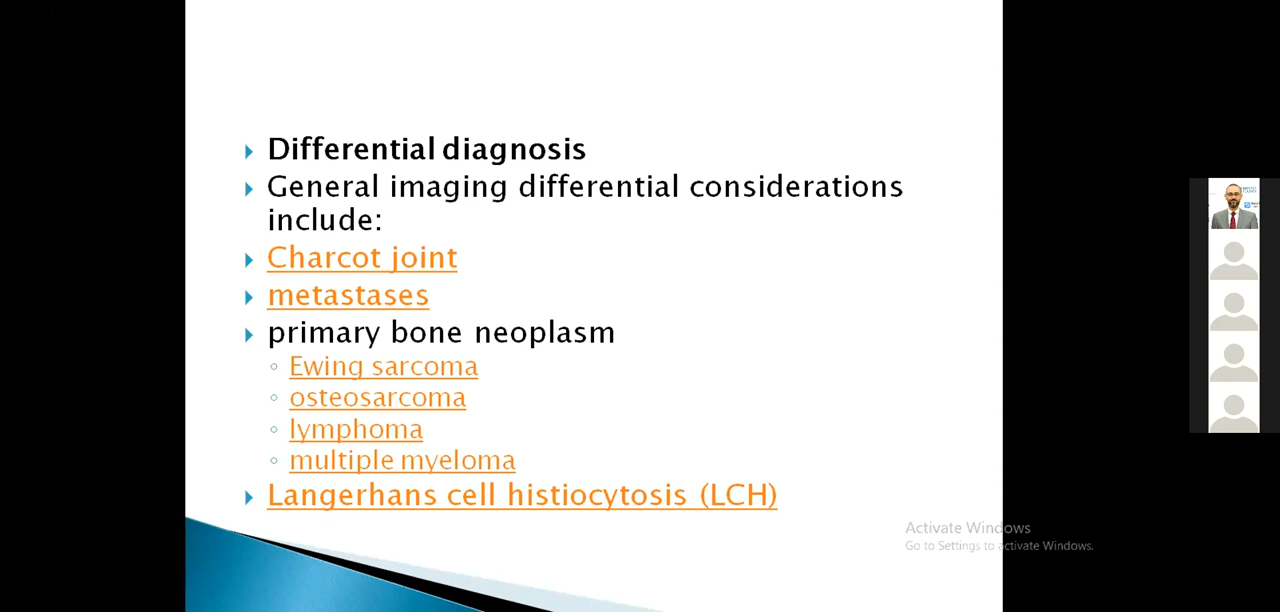 Differential diagnosis
General imaging differential considerations
include:
Charcot joint
metastases
primary bone neoplasm
Ewing sarcoma
osteosarcoma
lymphoma
multiple myeloma
Langerhans cell histiocytosis (LCH)
Activate Windows
Go to Settings to activate Windows.